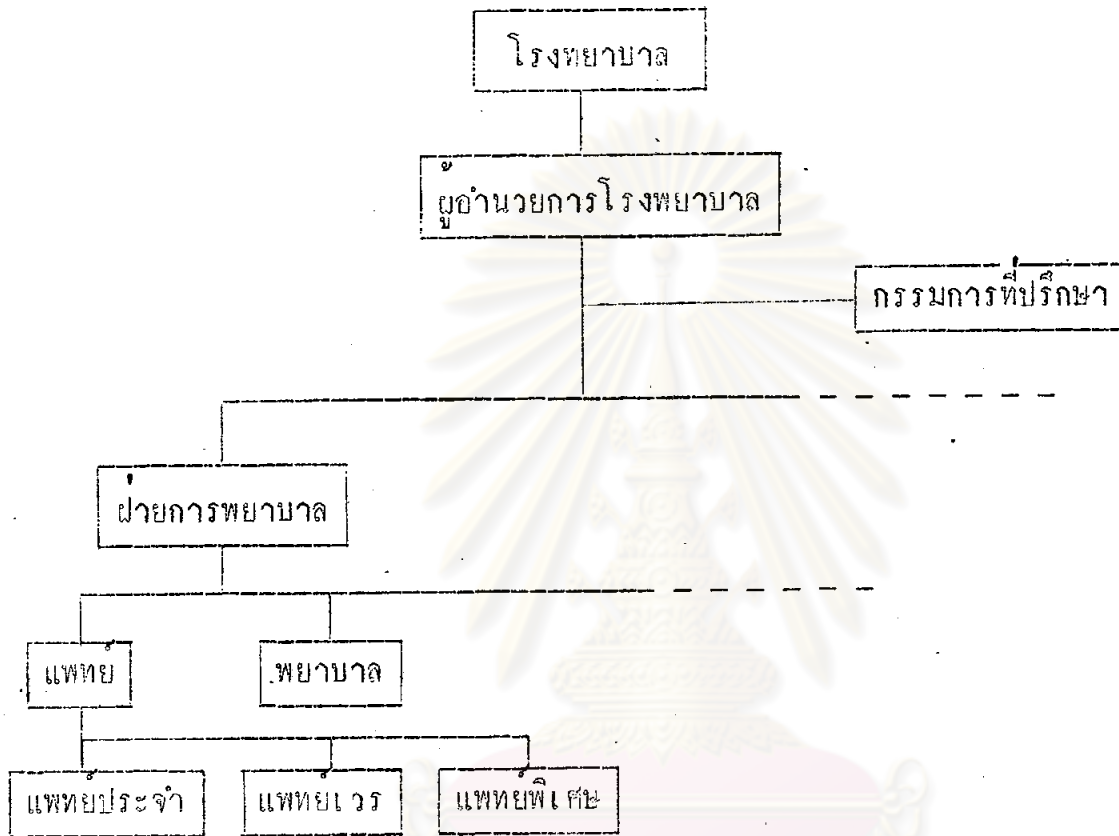 โรงพยาบาล
ผู้อำนวยการโรงพยาบาล
กรรมการที่ปรึกษา
ฝ่ายการพยาบาล
แพทย์
พยาบาล
แพทย์ประจำ
แพทย์เวร
แพทย์พิเศษ